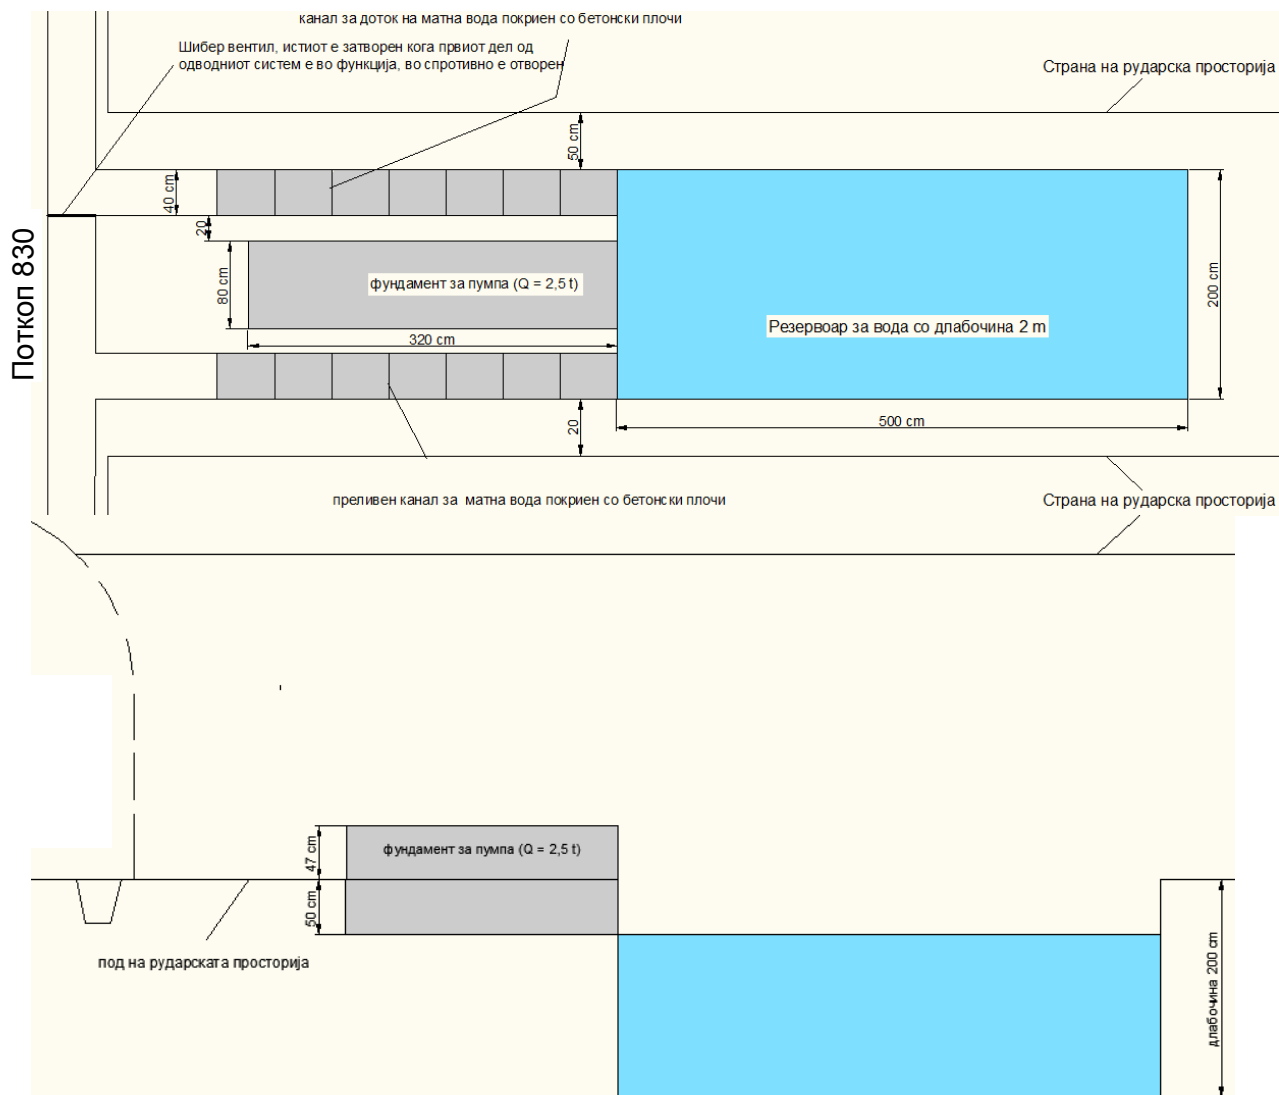 канал за доток на матна вода покриен со бетонски плочи
Шибер вентил, истиот е затворен кога првиот дел од
одводниот систем е во функција, во спротивно е отворен
Страна на рударска просторија
50 cm
40 cm
20
Поткоп 830
80 cm
фундамент за пумпа (Q = 2,5 t)
200 cm
Резервоар за вода со длабочина 2 m
320 cm
20
500 cm
преливен канал за матна вода покриен со бетонски плочи
Страна на рударска просторија
47 cm
фундамент за пумпа (Q = 2,5 t)
50 cm
под на рударската просторија
длабочина 200 cm